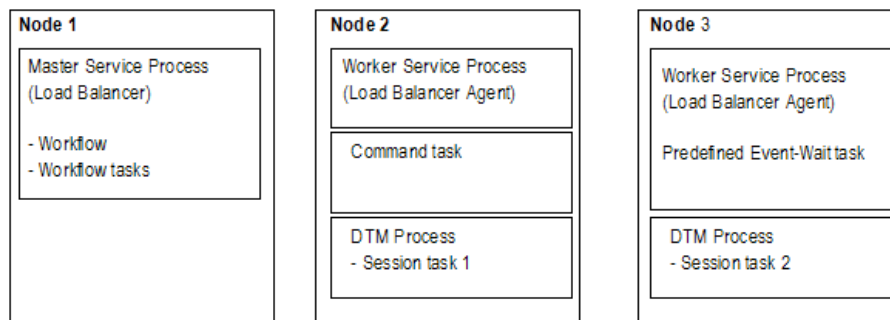 Node 1
Master Service Process
(Load Balancer)
- Workflow
- Workflow tasks
Node 2
Worker Service Process
(Load Balancer Agent)
Command task
DTM Process
- Session task 1
Node 3
Worker Service Process
(Load Balancer Agent)
Predefined Event-Wait task
DTM Process
- Session task 2